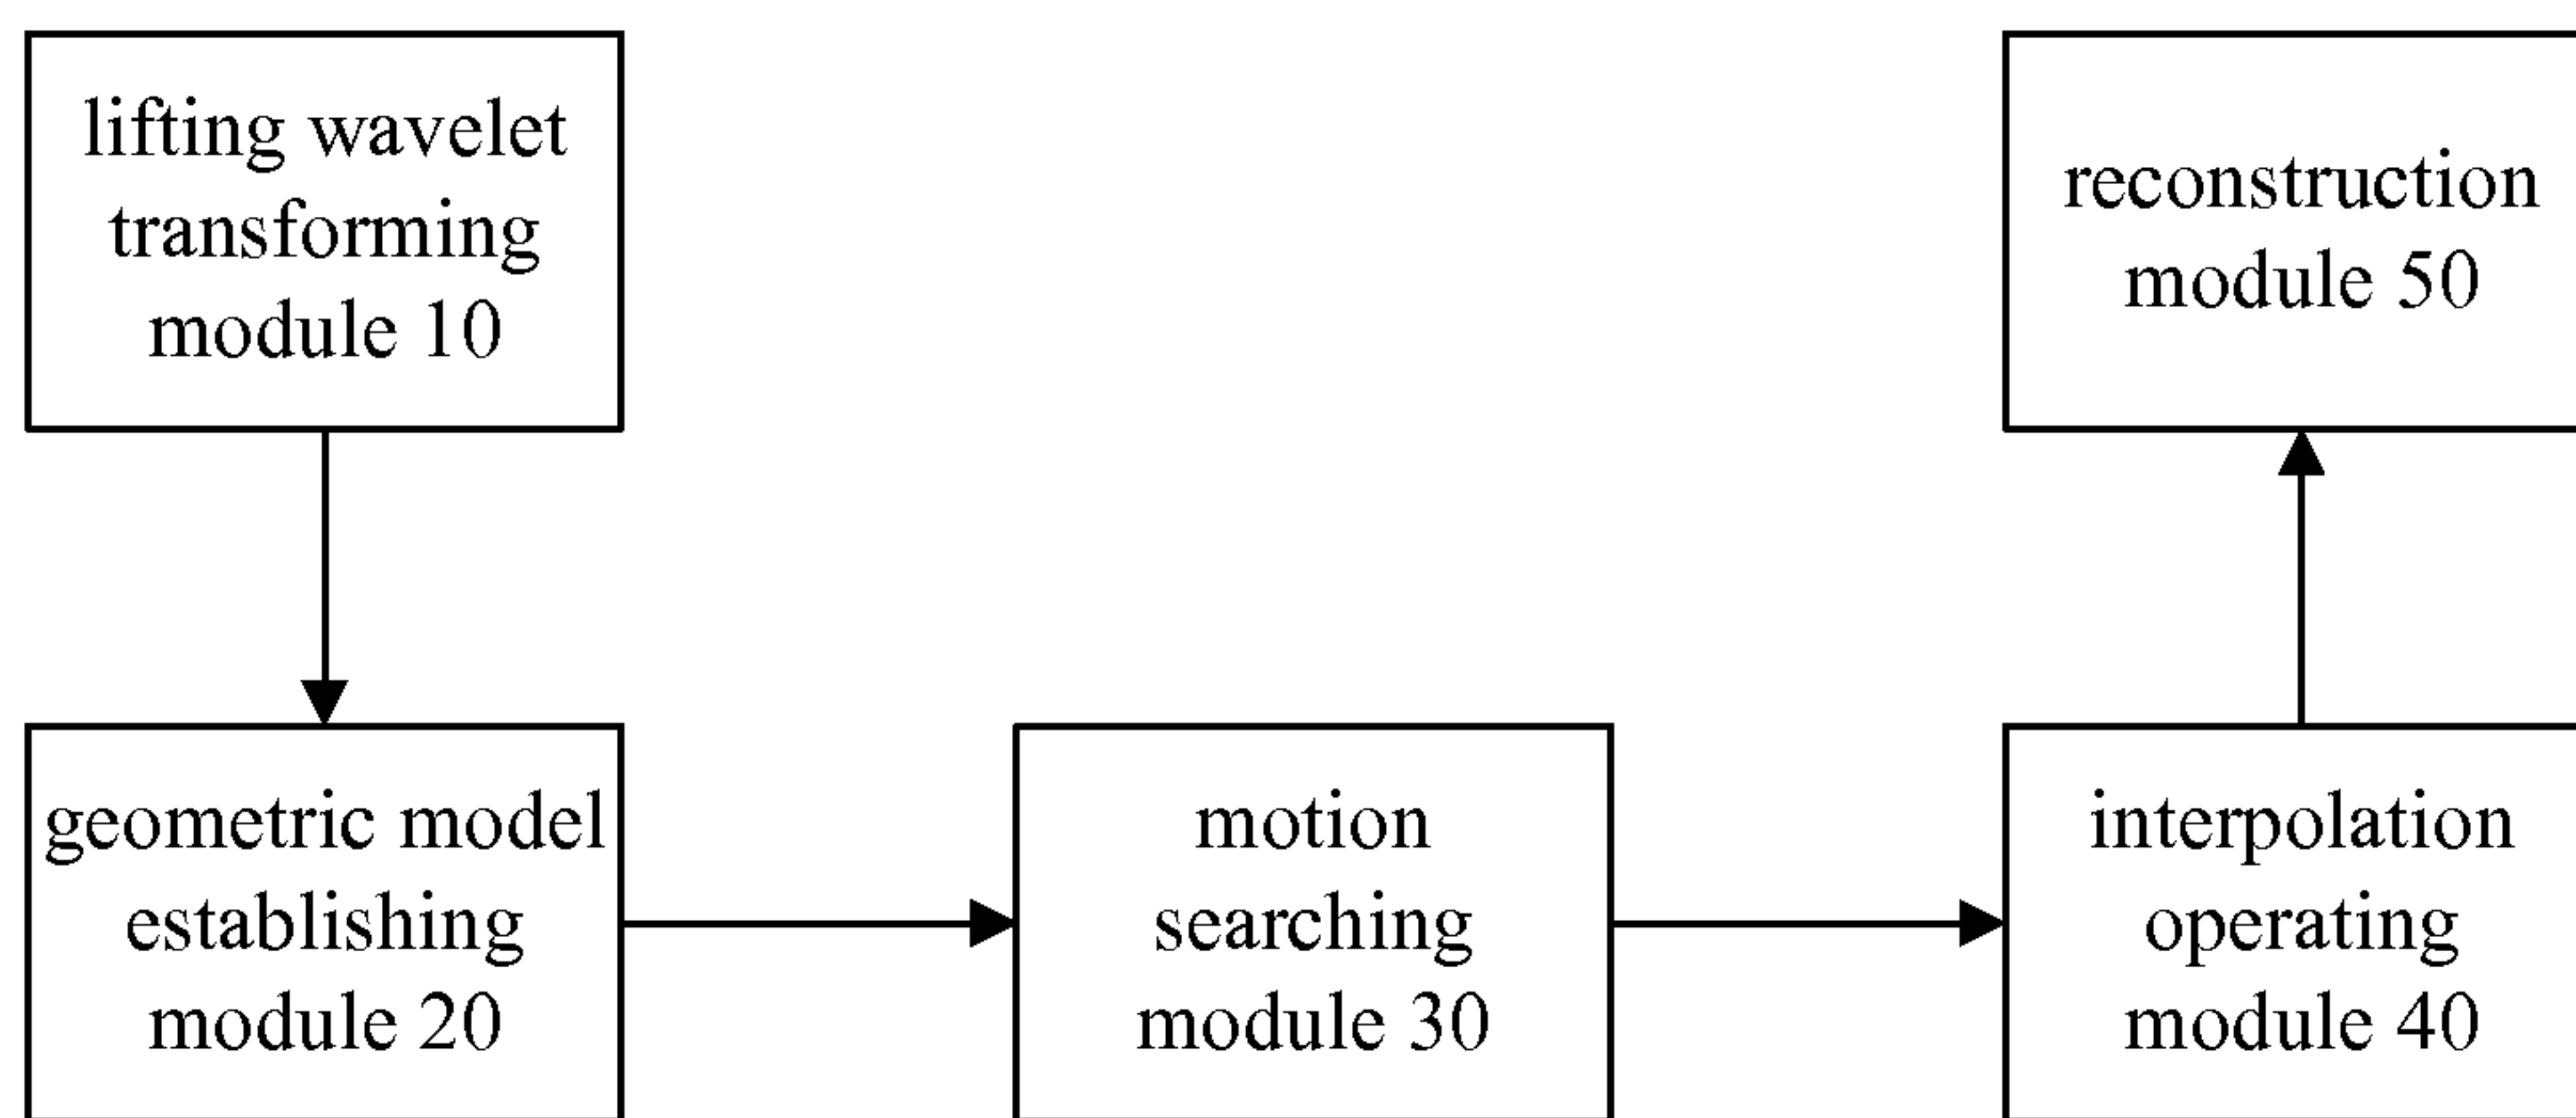 lifting wavelet
transforming
module 10
reconstruction
module 50
geometric model
establishing
module 20
motion
searching
module 30
interpolation
operating
module 40